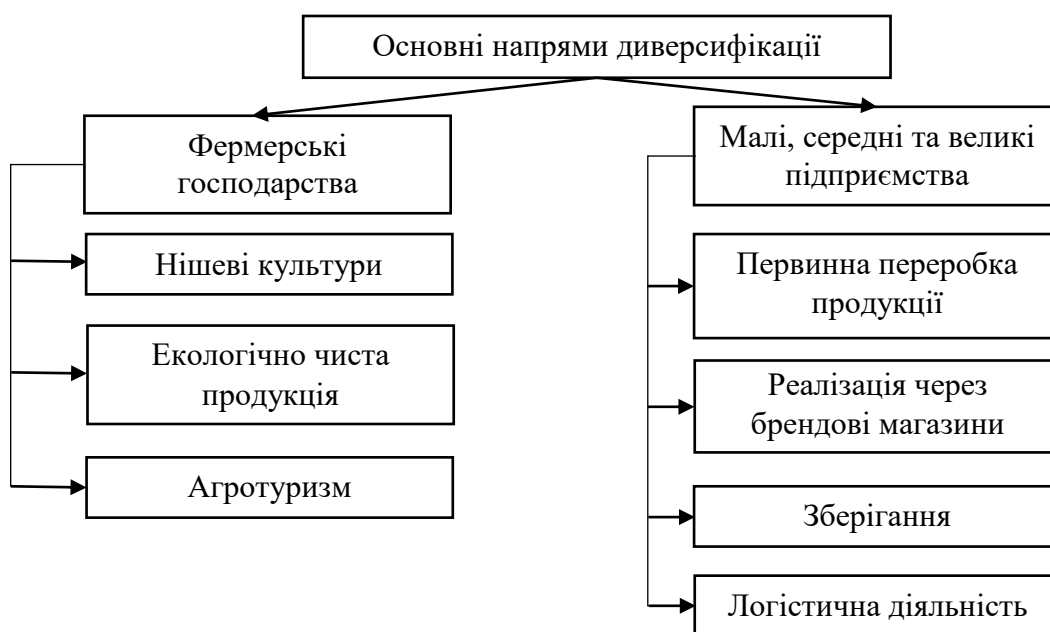 Основні напрями диверсифікації
Фермерські
господарства
Нішеві культури
Екологічно чиста
продукція
Агротуризм
Малі, середні та великі
підприємства
Первинна переробка
продукції
Реалізація через
брендові магазини
Зберігання
Логістична діяльність